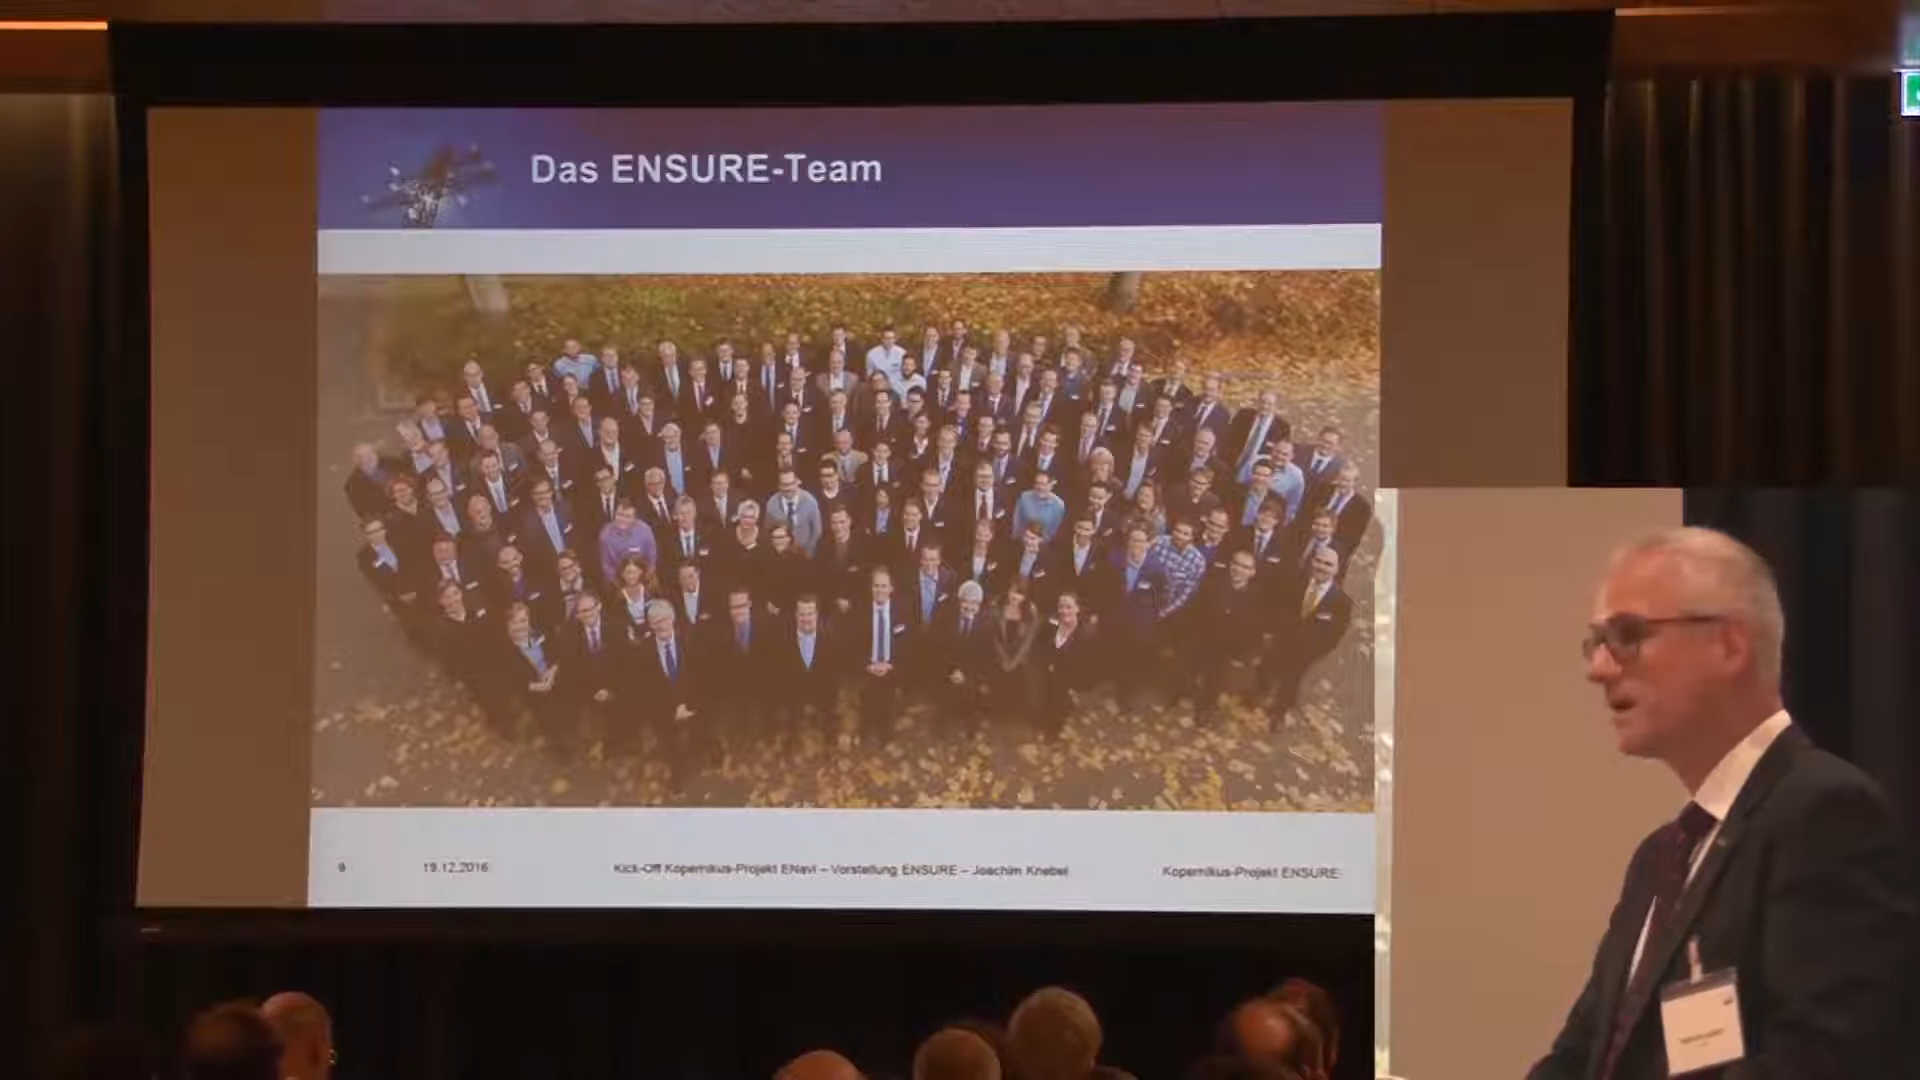 Das ENSURE-Team
9 19.12.2016 Kick-Off Kopernikus-Projekt ENavi – Vorstellung ENSURE – Joachim Knebel Kopernikus-Projekt ENSURE